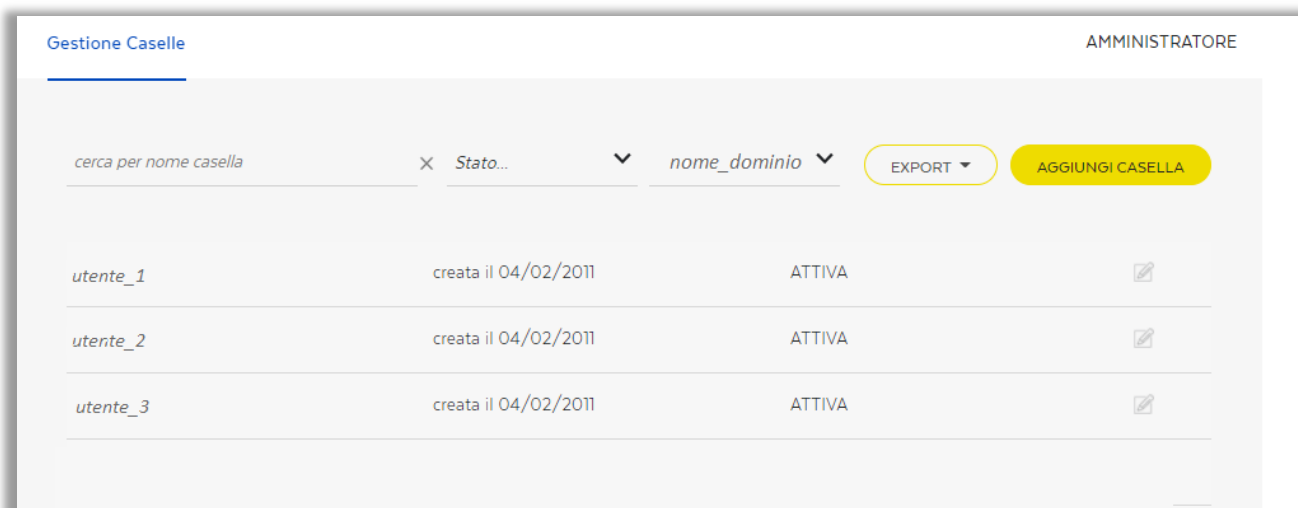 Gestione Caselle AMMINISTRATORE
cerca per nome casella Stato... nome_dominio EXPORT AGGIUNGI CASELLA
utente_1 creata il 04/02/2011 ATTIVA
utente_2 creata il 04/02/2011 ATTIVA
utente_3 creata il 04/02/2011 ATTIVA